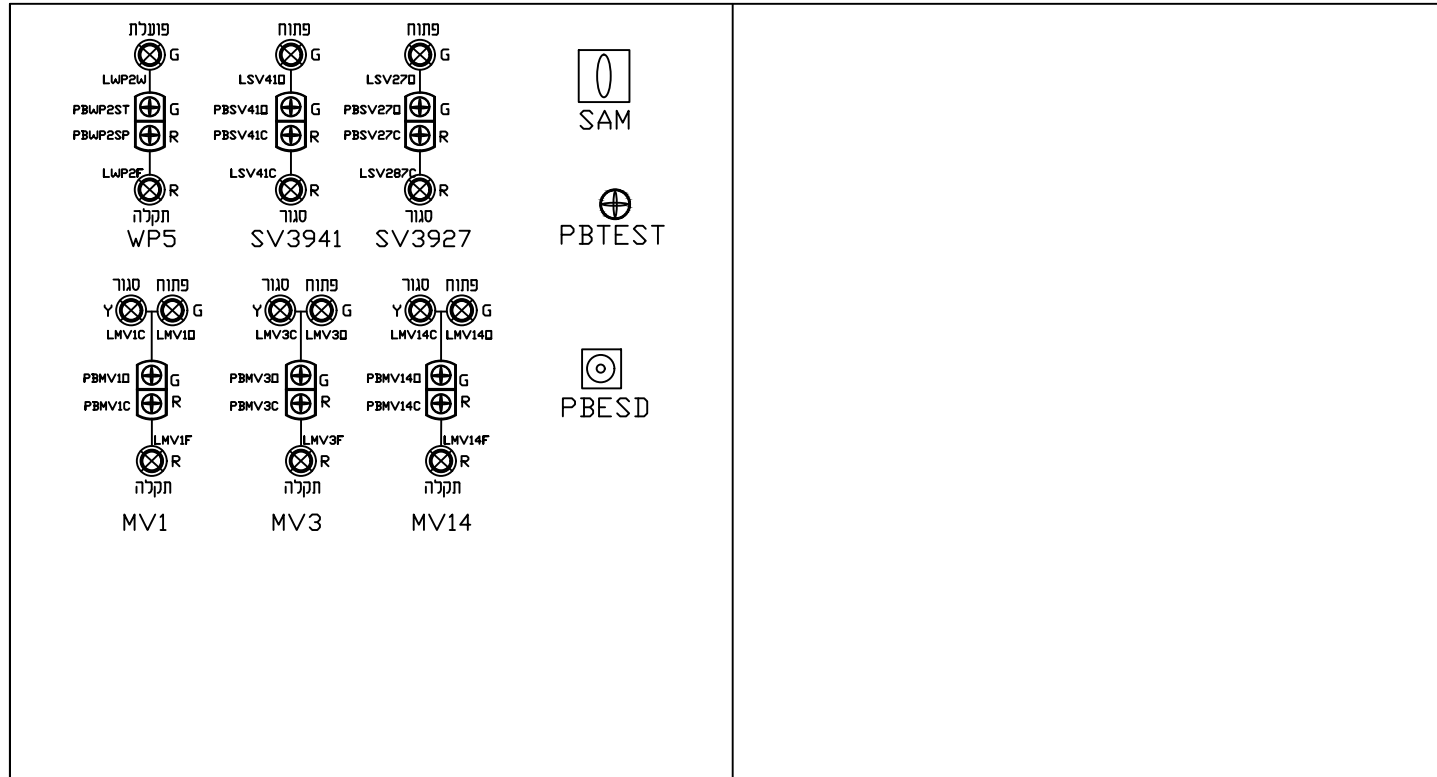 פועלת
G
LWP2W
PBWP2ST G
PBWP2SP R
LWP2F
R
תקלה
WP5
פתוח
G
LSV41O
PBSV41O G
PBSV41C R
LSV41C
R
סגור
SV3941
פתוח
G
LSV27O
PBSV27O G
PBSV27C R
LSV287C
R
סגור
SV3927
SAM
PBTEST
סגור פתוח
Y G
LMV1C LMV1O
PBMV1O G
PBMV1C R
LMV1F
R
תקלה
MV1
סגור פתוח
Y G
LMV3C LMV3O
PBMV3O G
PBMV3C R
LMV3F
R
תקלה
MV3
סגור פתוח
Y G
LMV14C LMV14O
PBMV14O G
PBMV14C R
LMV14F
R
תקלה
MV14
PBESD